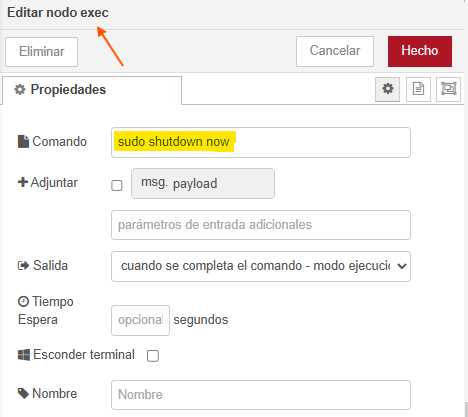 Editar nodo exec
Eliminar
Cancelar
Hecho
Propiedades
Comando
sudo shutdown now
Adjuntar
msg. payload
parámetros de entrada adicionales
Salida
cuando se completa el comando - modo ejecució
Tiempo
Espera
opcional
segundos
Esconder terminal
Nombre
Nombre